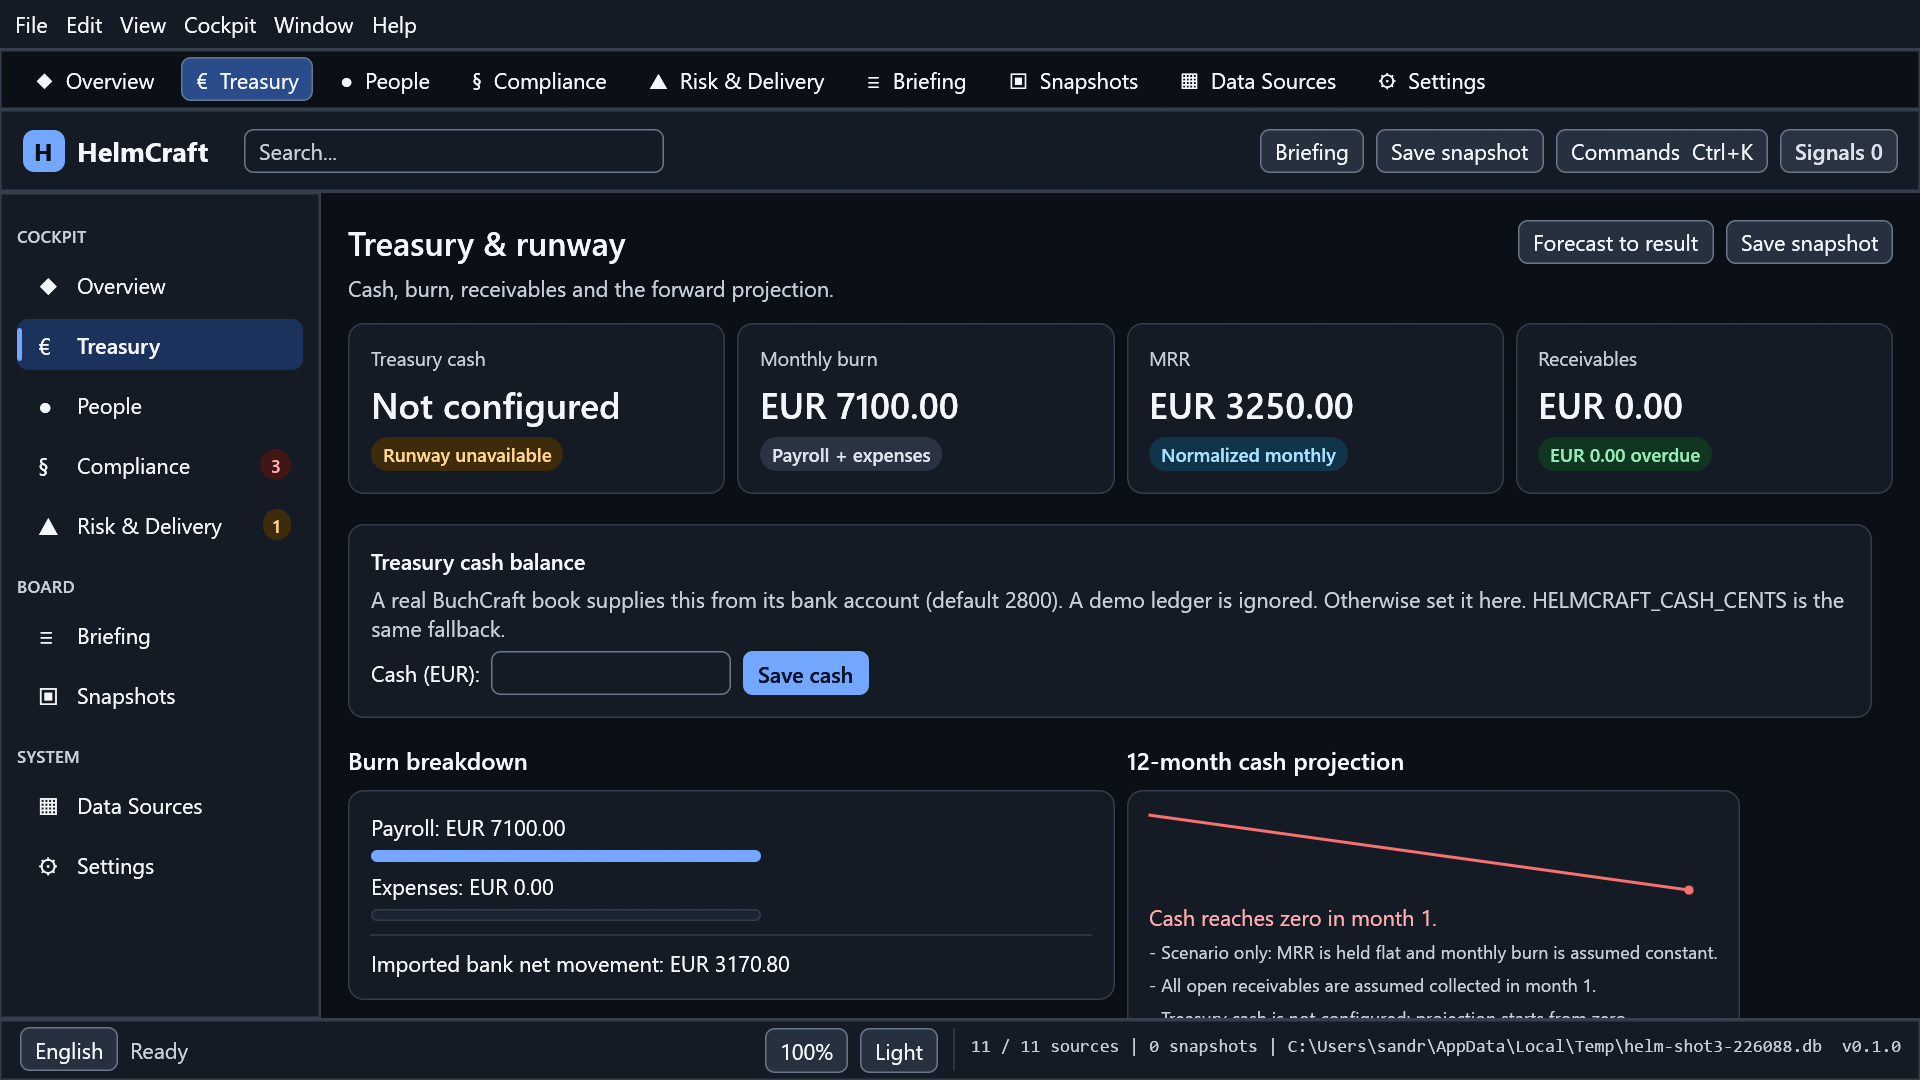 File Edit View Cockpit Window Help
◆ Overview € Treasury ● People § Compliance ▲ Risk & Delivery ≡ Briefing ▣ Snapshots ▦ Data Sources ⚙ Settings
H HelmCraft Search... Briefing Save snapshot Commands Ctrl+K Signals 0
COCKPIT
◆ Overview
€ Treasury
● People
§ Compliance 3
▲ Risk & Delivery 1
BOARD
≡ Briefing
▣ Snapshots
SYSTEM
▦ Data Sources
⚙ Settings
Treasury & runway
Forecast to result Save snapshot
Cash, burn, receivables and the forward projection.
Treasury cash
Not configured
Runway unavailable
Monthly burn
EUR 7100.00
Payroll + expenses
MRR
EUR 3250.00
Normalized monthly
Receivables
EUR 0.00
EUR 0.00 overdue
Treasury cash balance
A real BuchCraft book supplies this from its bank account (default 2800). A demo ledger is ignored. Otherwise set it here. HELMCRAFT_CASH_CENTS is the
same fallback.
Cash (EUR): Save cash
Burn breakdown
Payroll: EUR 7100.00
Expenses: EUR 0.00
Imported bank net movement: EUR 3170.80
12-month cash projection
Cash reaches zero in month 1.
- Scenario only: MRR is held flat and monthly burn is assumed constant.
- All open receivables are assumed collected in month 1.
- Treasury cash is not configured; projection starts from zero.
English Ready 100% Light 11 / 11 sources | 0 snapshots | C:\Users\sandr\AppData\Local\Temp\helm-shot3-226088.db v0.1.0